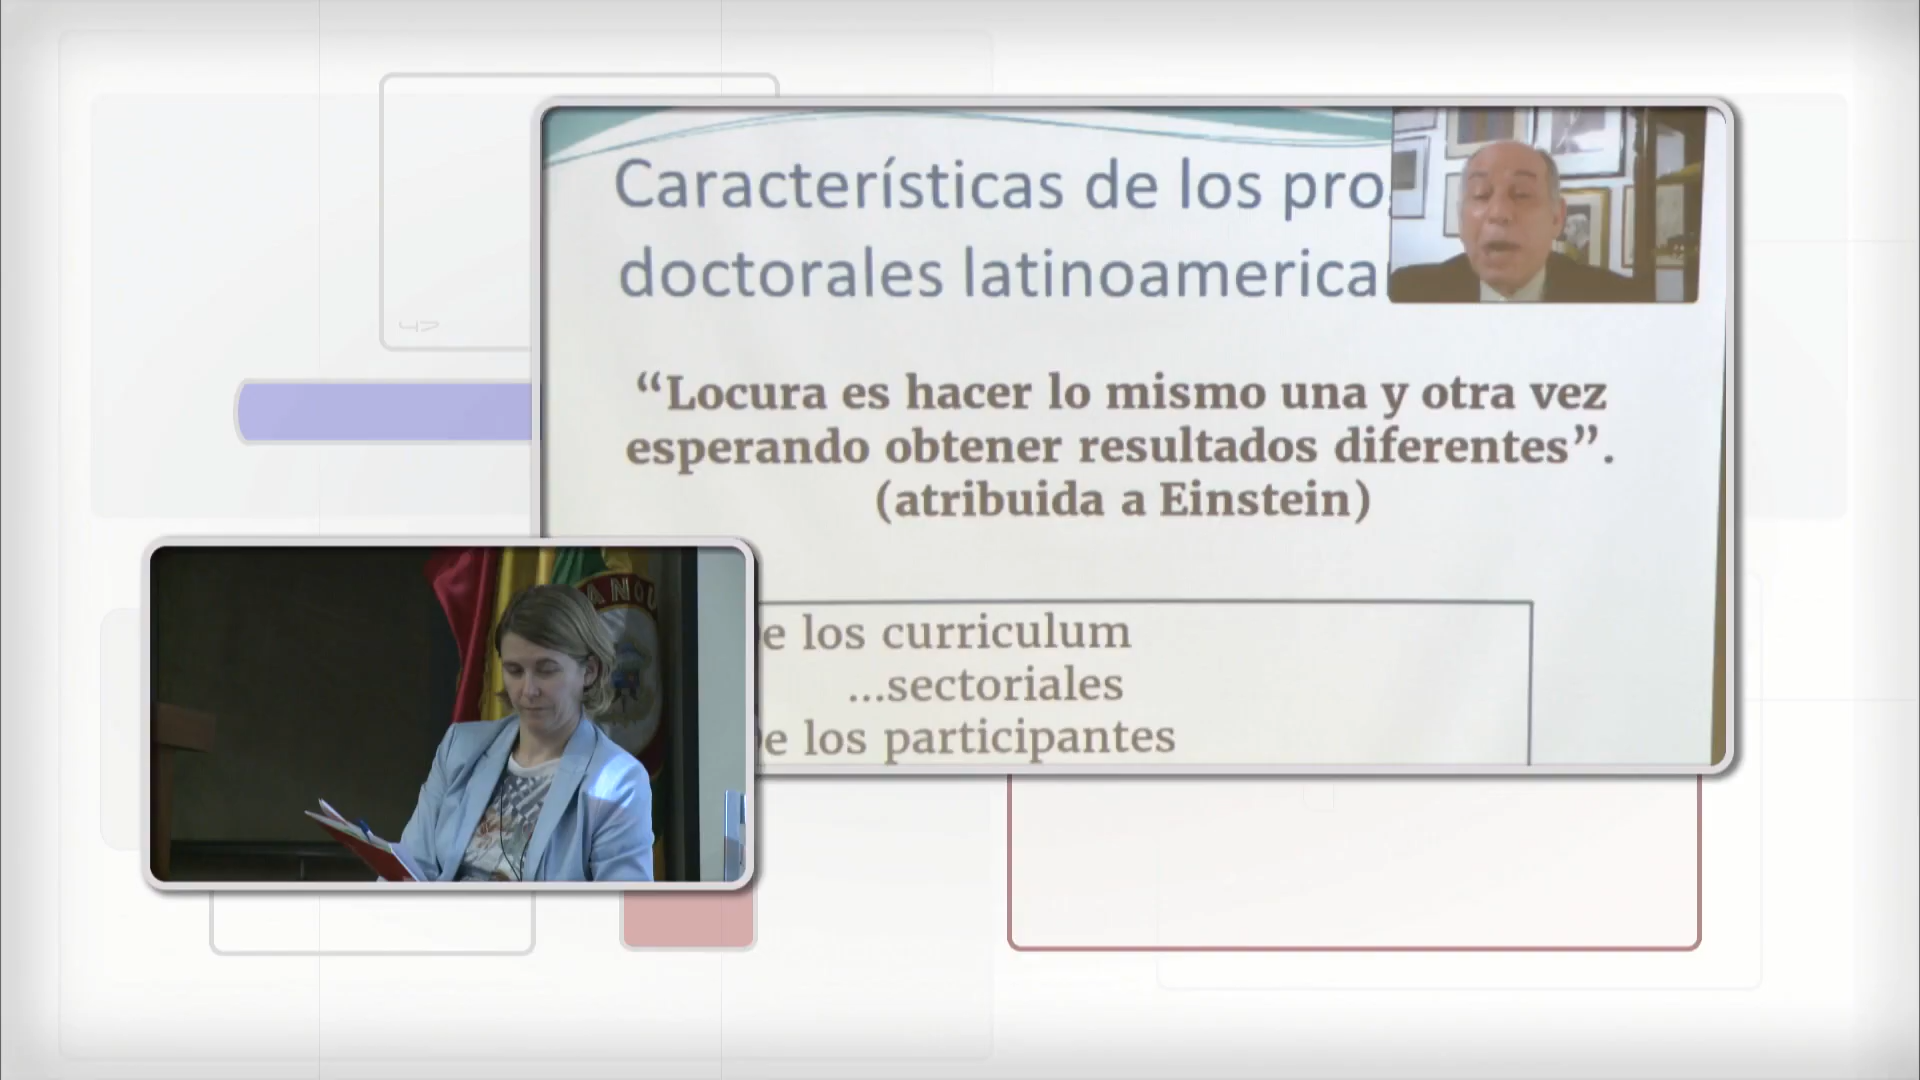 Características de los pro
doctorales latinoamerica
“Locura es hacer lo mismo una y otra vez
esperando obtener resultados diferentes”.
(atribuida a Einstein)
e los curriculum
...sectoriales
e los participantes